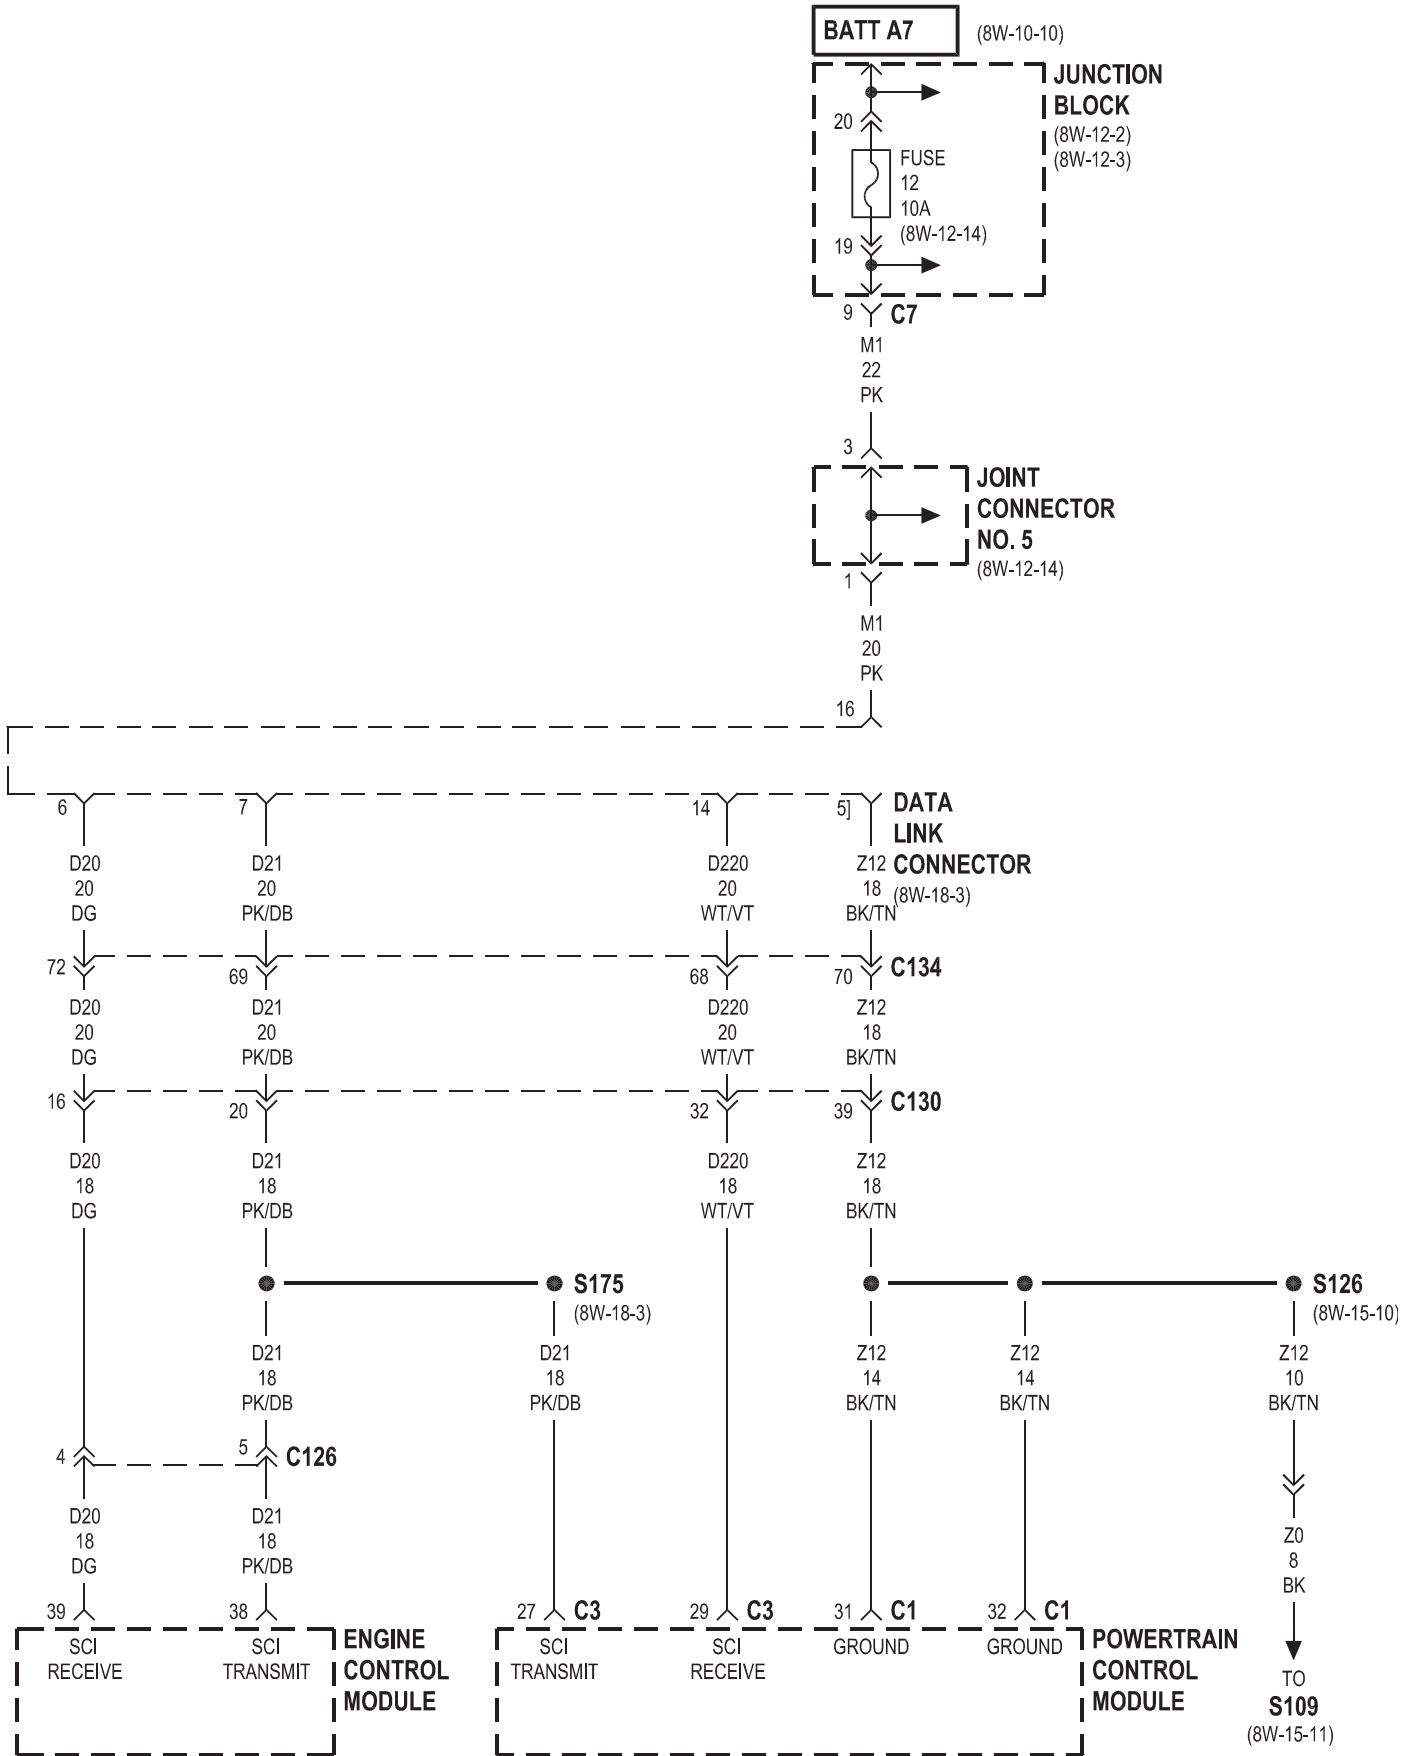 BATT A7 (8W-10-10)
JUNCTION
BLOCK
(8W-12-2)
(8W-12-3)
20
FUSE
12
10A
(8W-12-14)
19
9 C7
M1
22
PK
3
JOINT
CONNECTOR
NO. 5
(8W-12-14)
1
M1
20
PK
16
6 7 14 5]
DATA
LINK
CONNECTOR
(8W-18-3)
D20 D21 D220 Z12
20 20 20 18
DG PK/DB WT/VT BK/TN
72 69 68 70 C134
D20 D21 D220 Z12
20 20 20 18
DG PK/DB WT/VT BK/TN
16 20 32 39 C130
D20 D21 D220 Z12
18 18 18 18
DG PK/DB WT/VT BK/TN
S175 S126
(8W-18-3) (8W-15-10)
D21 D21 Z12 Z12 Z12
18 18 14 14 10
PK/DB PK/DB BK/TN BK/TN BK/TN
4 5 C126
D20 D21 Z0
18 18 8
DG PK/DB BK
39 38 27 C3 29 C3 31 C1 32 C1
SCI SCI SCI SCI GROUND GROUND
RECEIVE TRANSMIT TRANSMIT RECEIVE
ENGINE
CONTROL
MODULE
POWERTRAIN
CONTROL
MODULE
TO
S109
(8W-15-11)